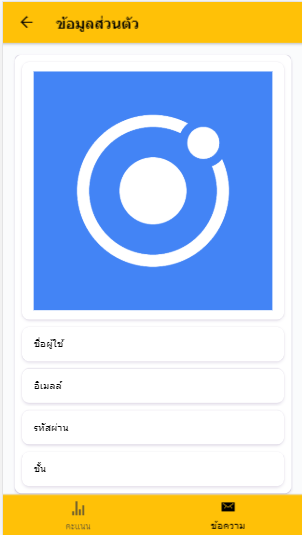 ข้อมูลส่วนตัว
ชื่อผู้ใช้
อีเมลล์
รหัสผ่าน
ชั้น
คะแนน
ข้อความ